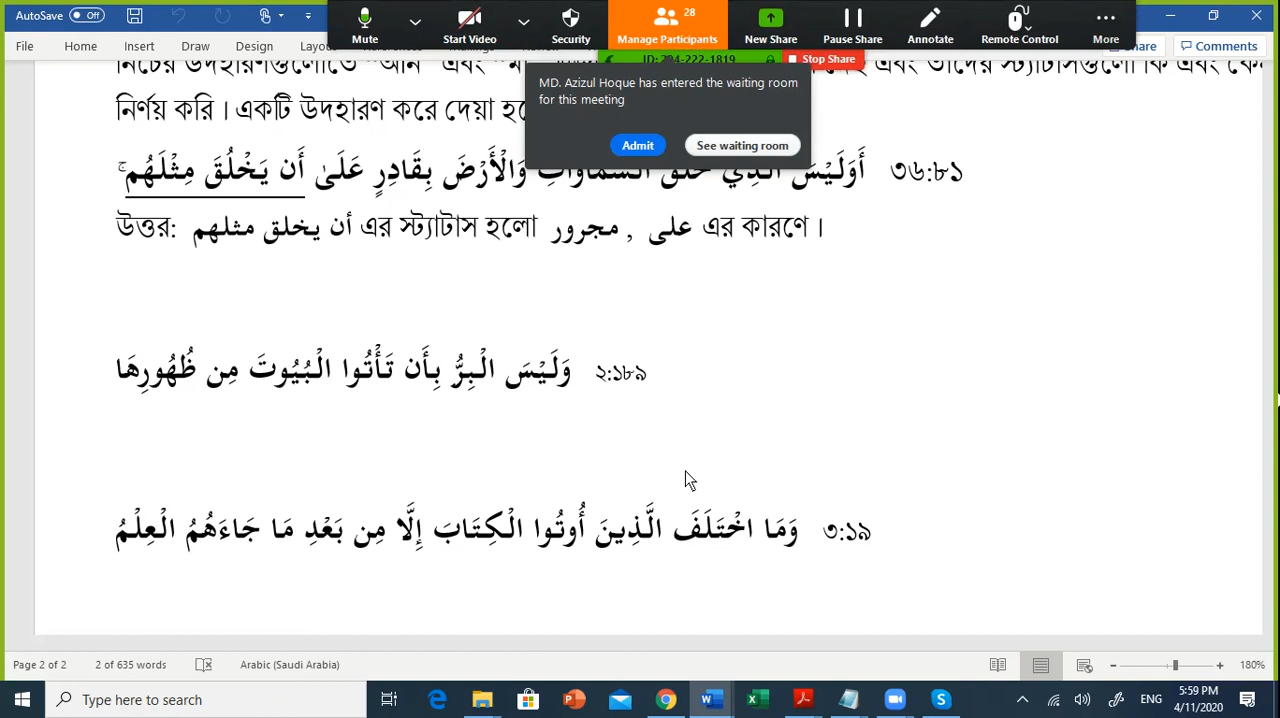 AutoSave Off
Mute
Start Video
Security
28
Manage Participants
New Share
Pause Share
Annotate
Remote Control
More
File Home Insert Draw Design
Share
Comments
Stop Share
MD. Azizul Hoque has entered the waiting room
for this meeting
Admit
See waiting room
নির্ণয় করি । একটি উদাহরণ করে দেয়া
أَوَلَيْسَ الَّذِي خَلَقَ السَّمَاوَاتِ وَالْأَرْضَ بِقَادِرٍ عَلَىٰ أَن يَخْلُقَ مِثْلَهُم ۚ ৩৬:৮১
উত্তর: أن يخلق مثلهم এর স্ট্যাটাস হলো مجرور , على এর কারণে ।
وَلَيْسَ الْبِرُّ بِأَن تَأْتُوا الْبُيُوتَ مِن ظُهُورِهَا ২:১৮৯
وَمَا اخْتَلَفَ الَّذِينَ أُوتُوا الْكِتَابَ إِلَّا مِن بَعْدِ مَا جَاءَهُمُ الْعِلْمُ ৩:১৯
Page 2 of 2 2 of 635 words Arabic (Saudi Arabia) 180%
Type here to search
ENG
5:59 PM
4/11/2020